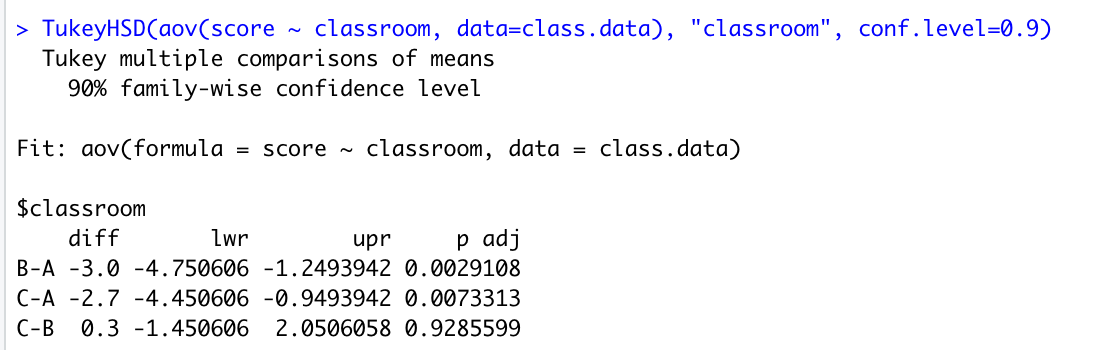 > TukeyHSD(aov(score ~ classroom, data=class.data), "classroom", conf.level=0.9)
  Tukey multiple comparisons of means
    90% family-wise confidence level

Fit: aov(formula = score ~ classroom, data = class.data)

$classroom
    diff       lwr        upr     p adj
B-A -3.0 -4.750606 -1.2493942 0.0029108
C-A -2.7 -4.450606 -0.9493942 0.0073313
C-B  0.3 -1.450606  2.0506058 0.9285599